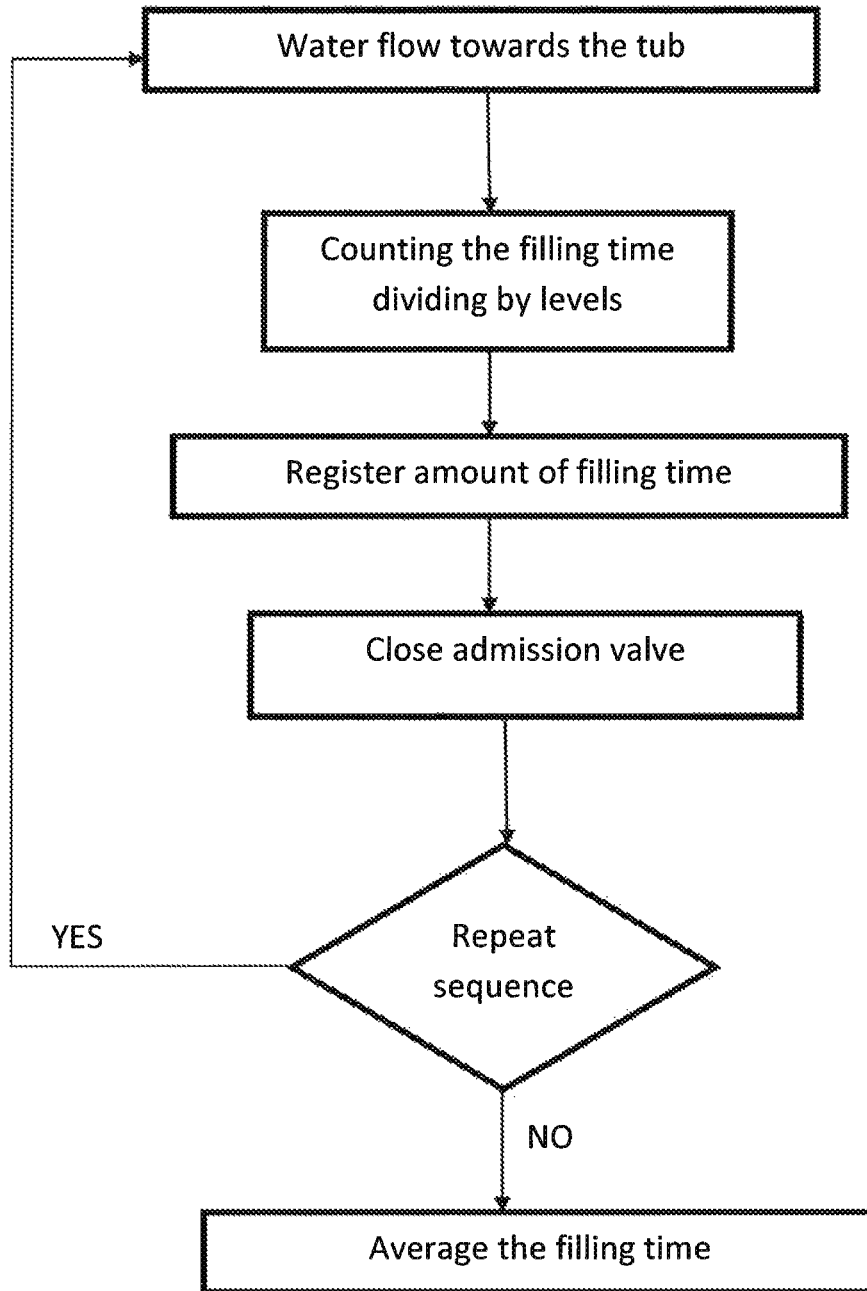 Water flow towards the tub
Counting the filling time
dividing by levels
Register amount of filling time
Close admission valve
Repeat
sequence
YES
NO
Average the filling time